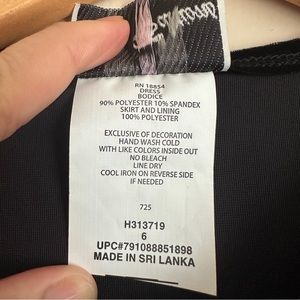 RN 18854
DRESS
BODICE
90% POLYESTER 10% SPANDEX
SKIRT AND LINING
100% POLYESTER
EXCLUSIVE OF DECORATION
HAND WASH COLD
WITH LIKE COLORS INSIDE OUT
NO BLEACH
LINE DRY
COOL IRON ON REVERSE SIDE
IF NEEDED
725
H313719
6
UPC#791088851898
MADE IN SRI LANKA